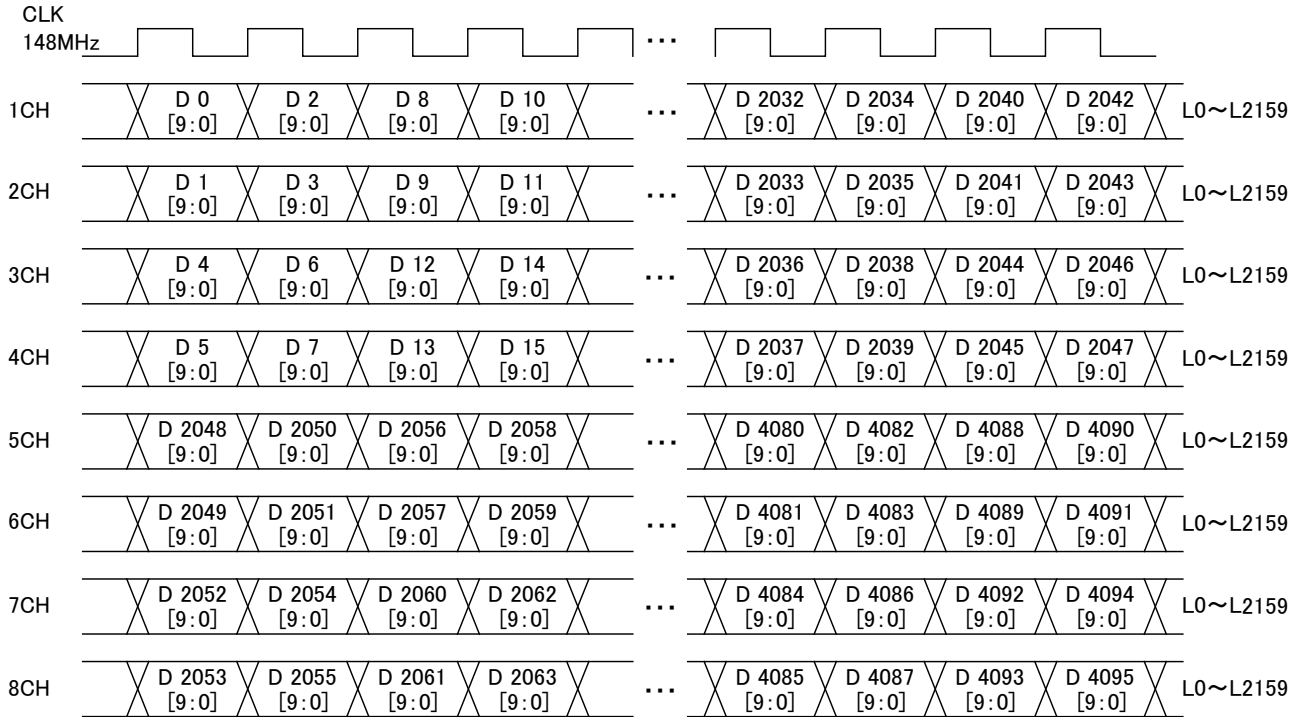 CLK
148MHz ...
1CH D 0 D 2 D 8 D 10 ... D 2032 D 2034 D 2040 D 2042 L0～L2159
[9:0] [9:0] [9:0] [9:0] [9:0] [9:0] [9:0] [9:0]
2CH D 1 D 3 D 9 D 11 ... D 2033 D 2035 D 2041 D 2043 L0～L2159
[9:0] [9:0] [9:0] [9:0] [9:0] [9:0] [9:0] [9:0]
3CH D 4 D 6 D 12 D 14 ... D 2036 D 2038 D 2044 D 2046 L0～L2159
[9:0] [9:0] [9:0] [9:0] [9:0] [9:0] [9:0] [9:0]
4CH D 5 D 7 D 13 D 15 ... D 2037 D 2039 D 2045 D 2047 L0～L2159
[9:0] [9:0] [9:0] [9:0] [9:0] [9:0] [9:0] [9:0]
5CH D 2048 D 2050 D 2056 D 2058 ... D 4080 D 4082 D 4088 D 4090 L0～L2159
[9:0] [9:0] [9:0] [9:0] [9:0] [9:0] [9:0] [9:0]
6CH D 2049 D 2051 D 2057 D 2059 ... D 4081 D 4083 D 4089 D 4091 L0～L2159
[9:0] [9:0] [9:0] [9:0] [9:0] [9:0] [9:0] [9:0]
7CH D 2052 D 2054 D 2060 D 2062 ... D 4084 D 4086 D 4092 D 4094 L0～L2159
[9:0] [9:0] [9:0] [9:0] [9:0] [9:0] [9:0] [9:0]
8CH D 2053 D 2055 D 2061 D 2063 ... D 4085 D 4087 D 4093 D 4095 L0～L2159
[9:0] [9:0] [9:0] [9:0] [9:0] [9:0] [9:0] [9:0]